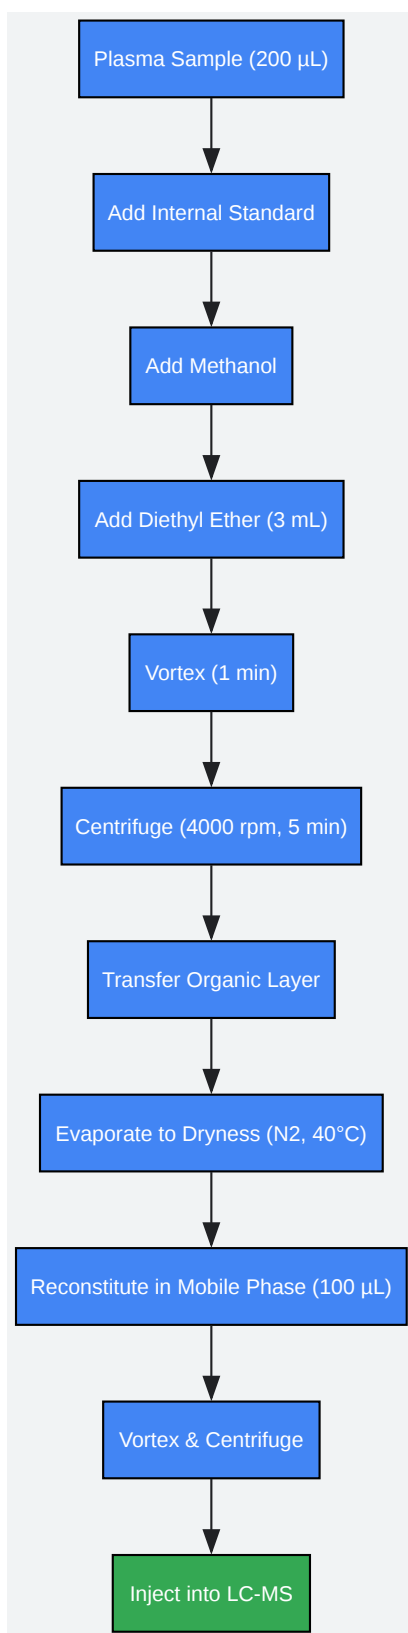 Plasma Sample (200 µL)
Add Internal Standard
Add Methanol
Add Diethyl Ether (3 mL)
Vortex (1 min)
Centrifuge (4000 rpm, 5 min)
Transfer Organic Layer
Evaporate to Dryness (N2, 40°C)
Reconstitute in Mobile Phase (100 µL)
Vortex & Centrifuge
Inject into LC-MS